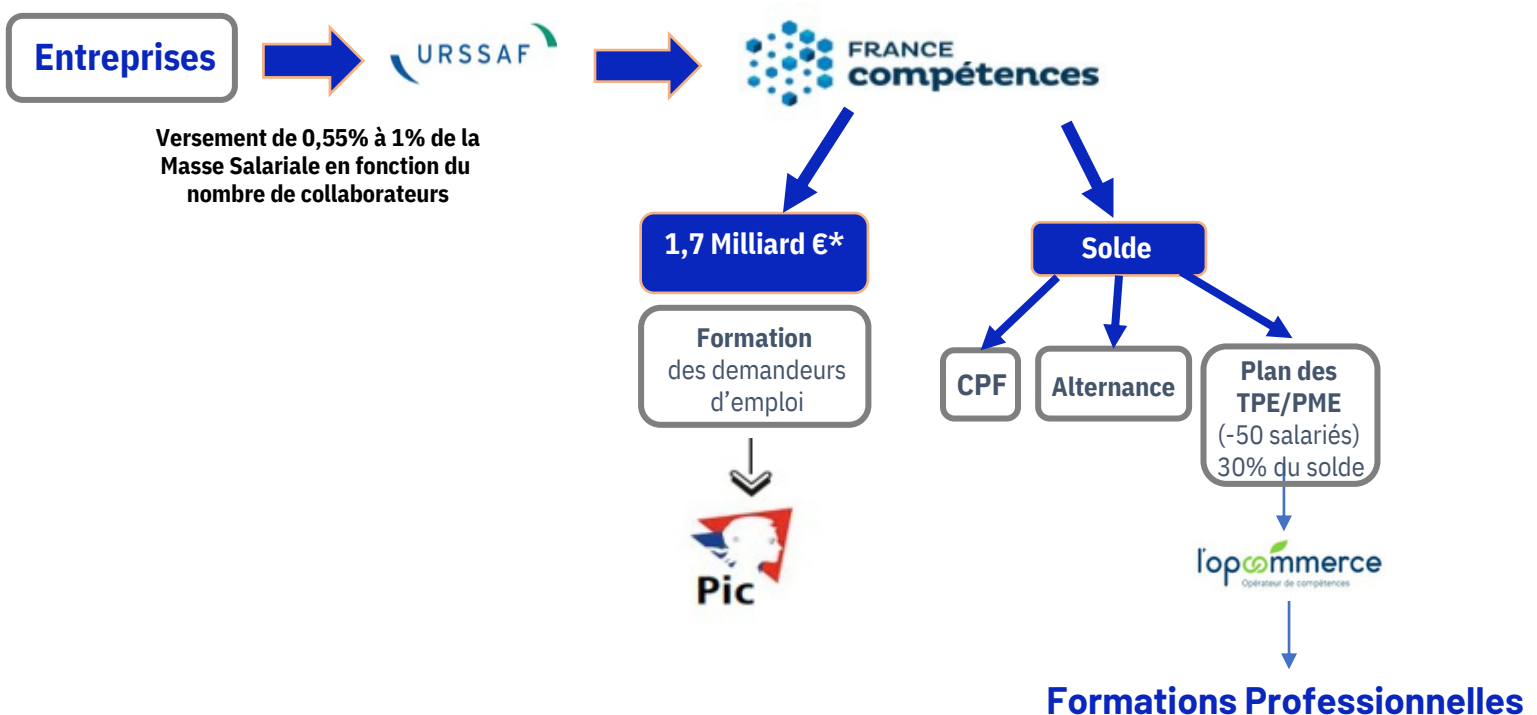 Entreprises
URSSAF
FRANCE
compétences
Versement de 0,55% à 1% de la
Masse Salariale en fonction du
nombre de collaborateurs
1,7 Milliard €*
Solde
Formation
des demandeurs
d’emploi
CPF
Alternance
Plan des
TPE/PME
(-50 salariés)
30% du solde
Pic
l'opcommerce
Opérateur de compétences
Formations Professionnelles